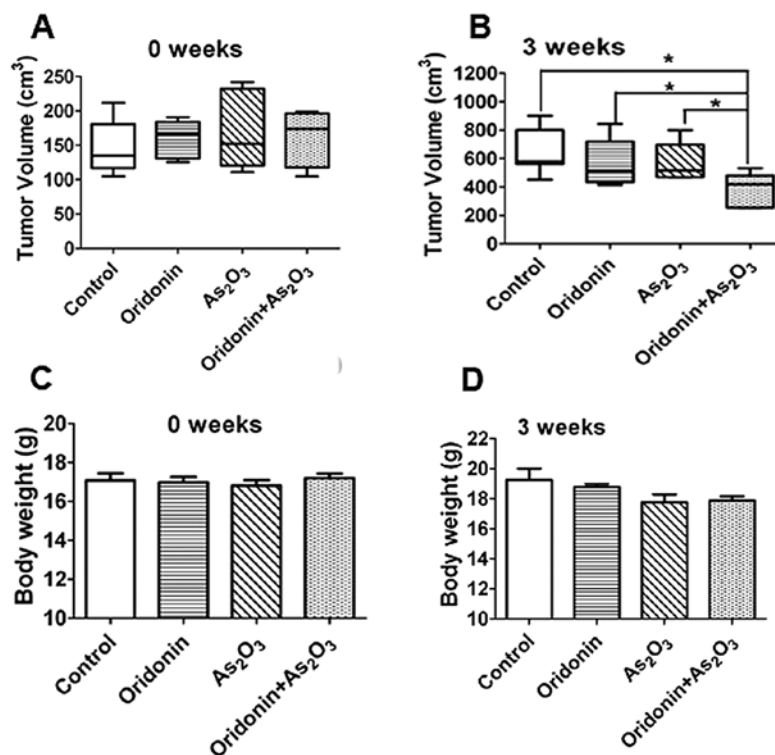 A
0 weeks
Tumor Volume (cm³)
250
200
150
100
50
0
Control
Oridonin
As₂O₃
Oridonin+As₂O₃
B
3 weeks
Tumor Volume (cm³)
1200
1000
800
600
400
200
0
*
*
*
Control
Oridonin
As₂O₃
Oridonin+As₂O₃
C
0 weeks
Body weight (g)
20
18
16
14
12
10
Control
Oridonin
As₂O₃
Oridonin+As₂O₃
D
3 weeks
Body weight (g)
22
20
18
16
14
12
10
Control
Oridonin
As₂O₃
Oridonin+As₂O₃